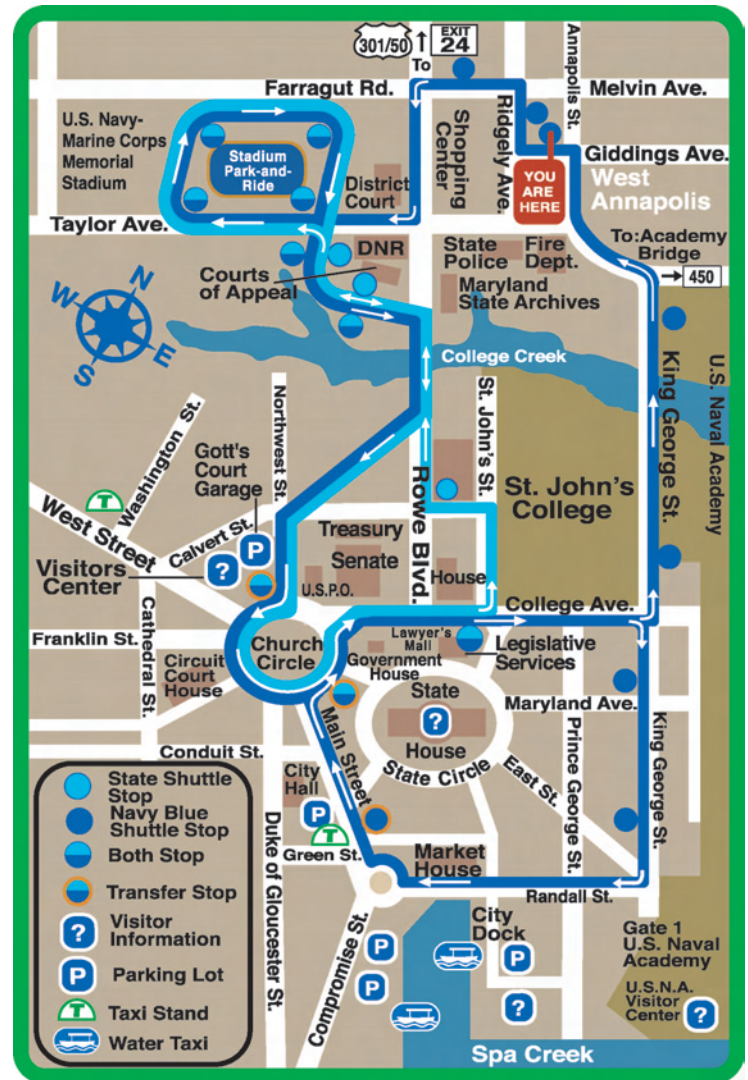 301/50
To
EXIT
24
Annapolis St.
Farragut Rd.
Melvin Ave.
U.S. Navy-
Marine Corps
Memorial
Stadium
Stadium
Park-and-
Ride
District
Court
Shopping
Center
Ridgely Ave.
YOU
ARE
HERE
Giddings Ave.
West
Annapolis
Taylor Ave.
To:Academy
Bridge
450
DNR
Courts
of Appeal
State
Police
Fire
Dept.
Maryland
State Archives
N
W
E
S
College Creek
King George St.
U.S. Naval Academy
Washington St.
Northwest St.
St. John's St.
Gott's
Court
Garage
Rowe Blvd.
St. John's
College
T
West Street
Calvert St.
P
Visitors
Center
?
Treasury
Senate
U.S.P.O.
House
College Ave.
Cathedral St.
Franklin St.
Church
Circle
Lawyer's
Mall
Legislative
Services
Government
House
Circuit
Court
House
State
?
House
Maryland Ave.
Main Street
State Circle
East St.
Prince George St.
King George St.
Conduit St.
City
Hall
P
T
Green St.
Duke of Gloucester St.
Market
House
Randall St.
Compromise St.
City
Dock
P
P
P
?
Gate 1
U.S. Naval
Academy
U.S.N.A.
Visitor
Center
?
Spa Creek
State Shuttle
Stop
Navy Blue
Shuttle Stop
Both Stop
Transfer Stop
?
Visitor
Information
P
Parking Lot
T
Taxi Stand
Water Taxi